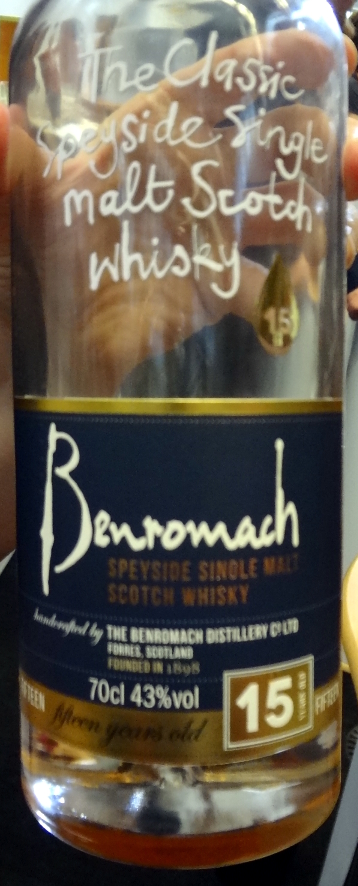 The Classic
Speyside Single
malt Scotch
whisky
15
Benromach
SPEYSIDE SINGLE MALT
SCOTCH WHISKY
handcrafted by THE BENROMACH DISTILLERY Cº LTD
FORRES, SCOTLAND
FOUNDED IN 1898
70cl 43%vol
fifteen years old
15
FIFTEEN